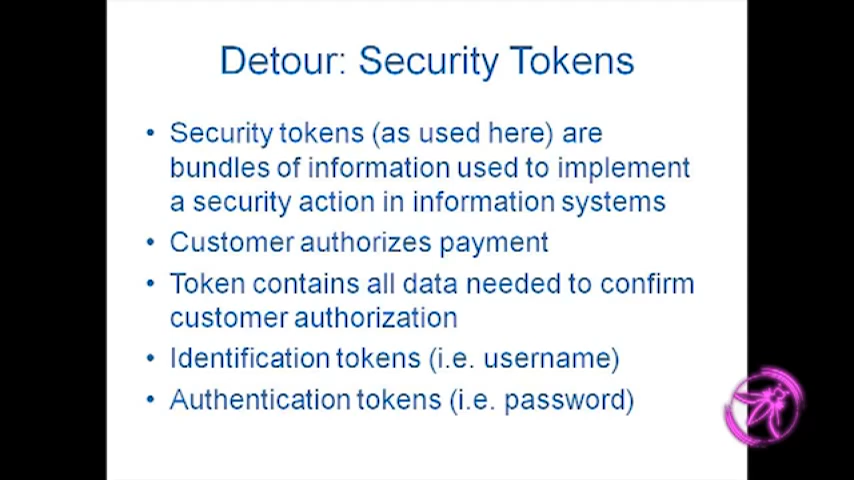 Detour: Security Tokens
• Security tokens (as used here) are
bundles of information used to implement
a security action in information systems
• Customer authorizes payment
• Token contains all data needed to confirm
customer authorization
• Identification tokens (i.e. username)
• Authentication tokens (i.e. password)